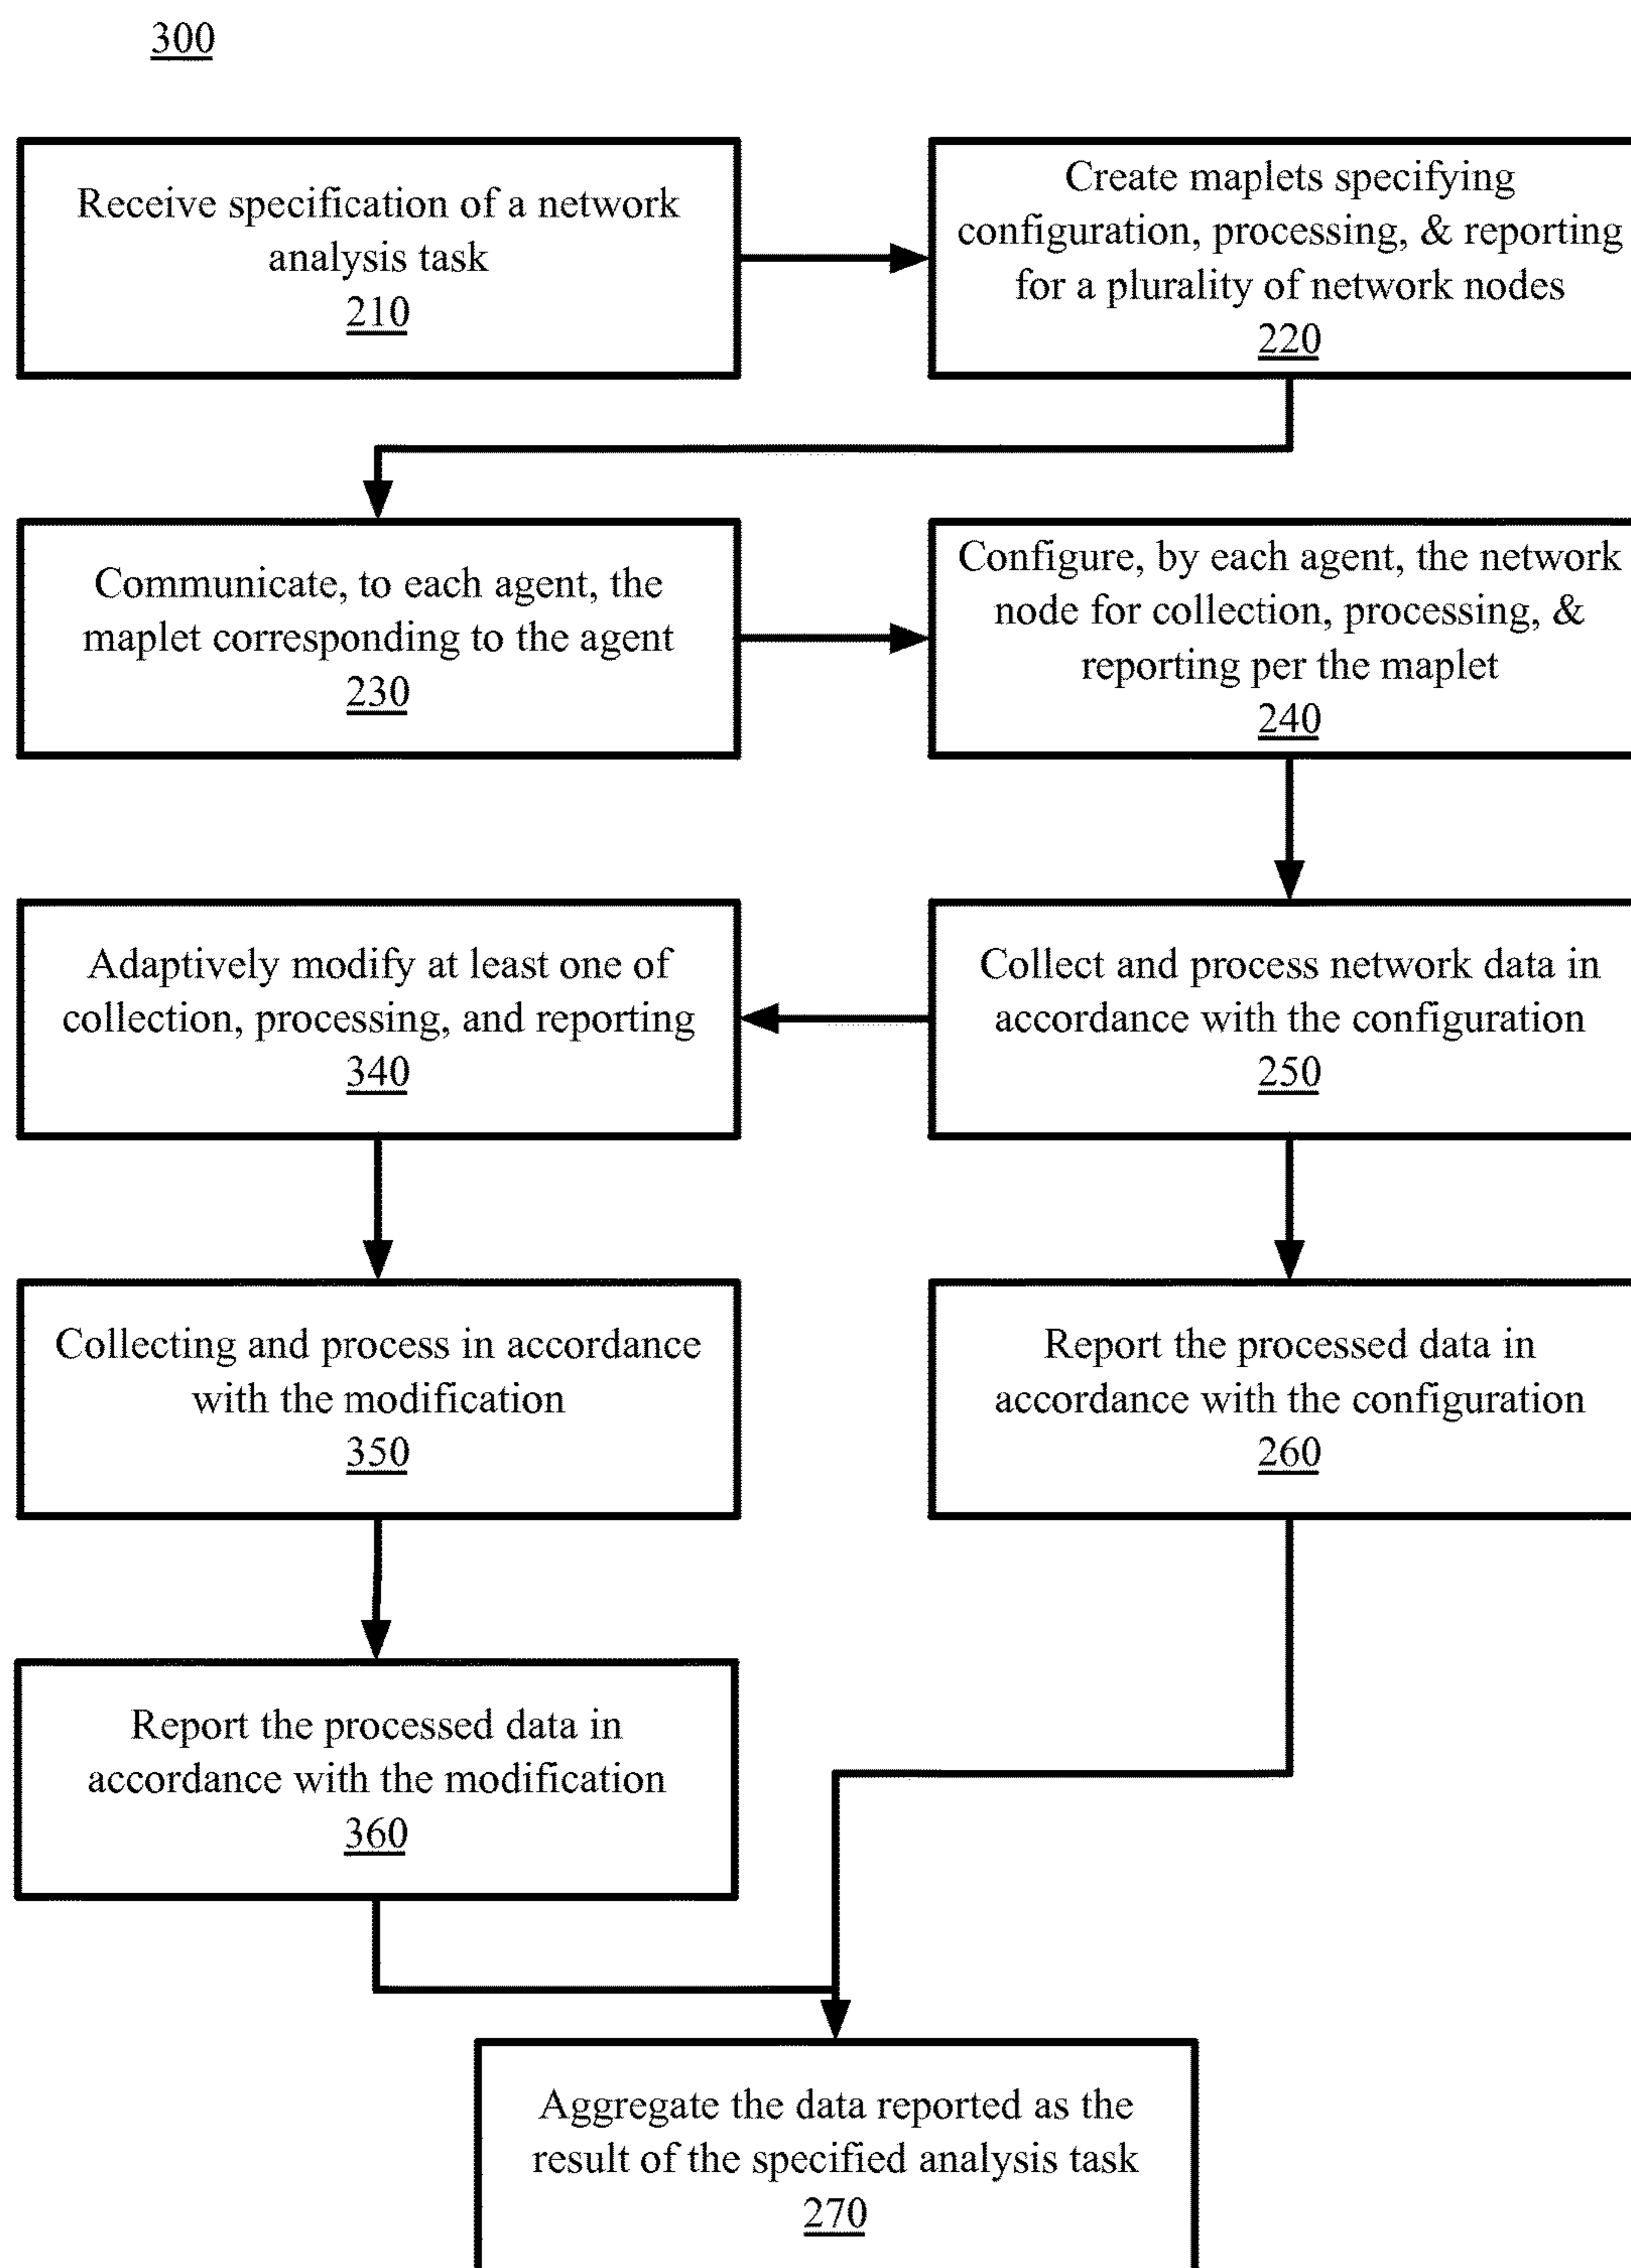 300
Receive specification of a network
analysis task
210
Create maplets specifying
configuration, processing, & reporting
for a plurality of network nodes
220
Communicate, to each agent, the
maplet corresponding to the agent
230
Configure, by each agent, the network
node for collection, processing, &
reporting per the maplet
240
Adaptively modify at least one of
collection, processing, and reporting
340
Collect and process network data in
accordance with the configuration
250
Collecting and process in accordance
with the modification
350
Report the processed data in
accordance with the configuration
260
Report the processed data in
accordance with the modification
360
Aggregate the data reported as the
result of the specified analysis task
270